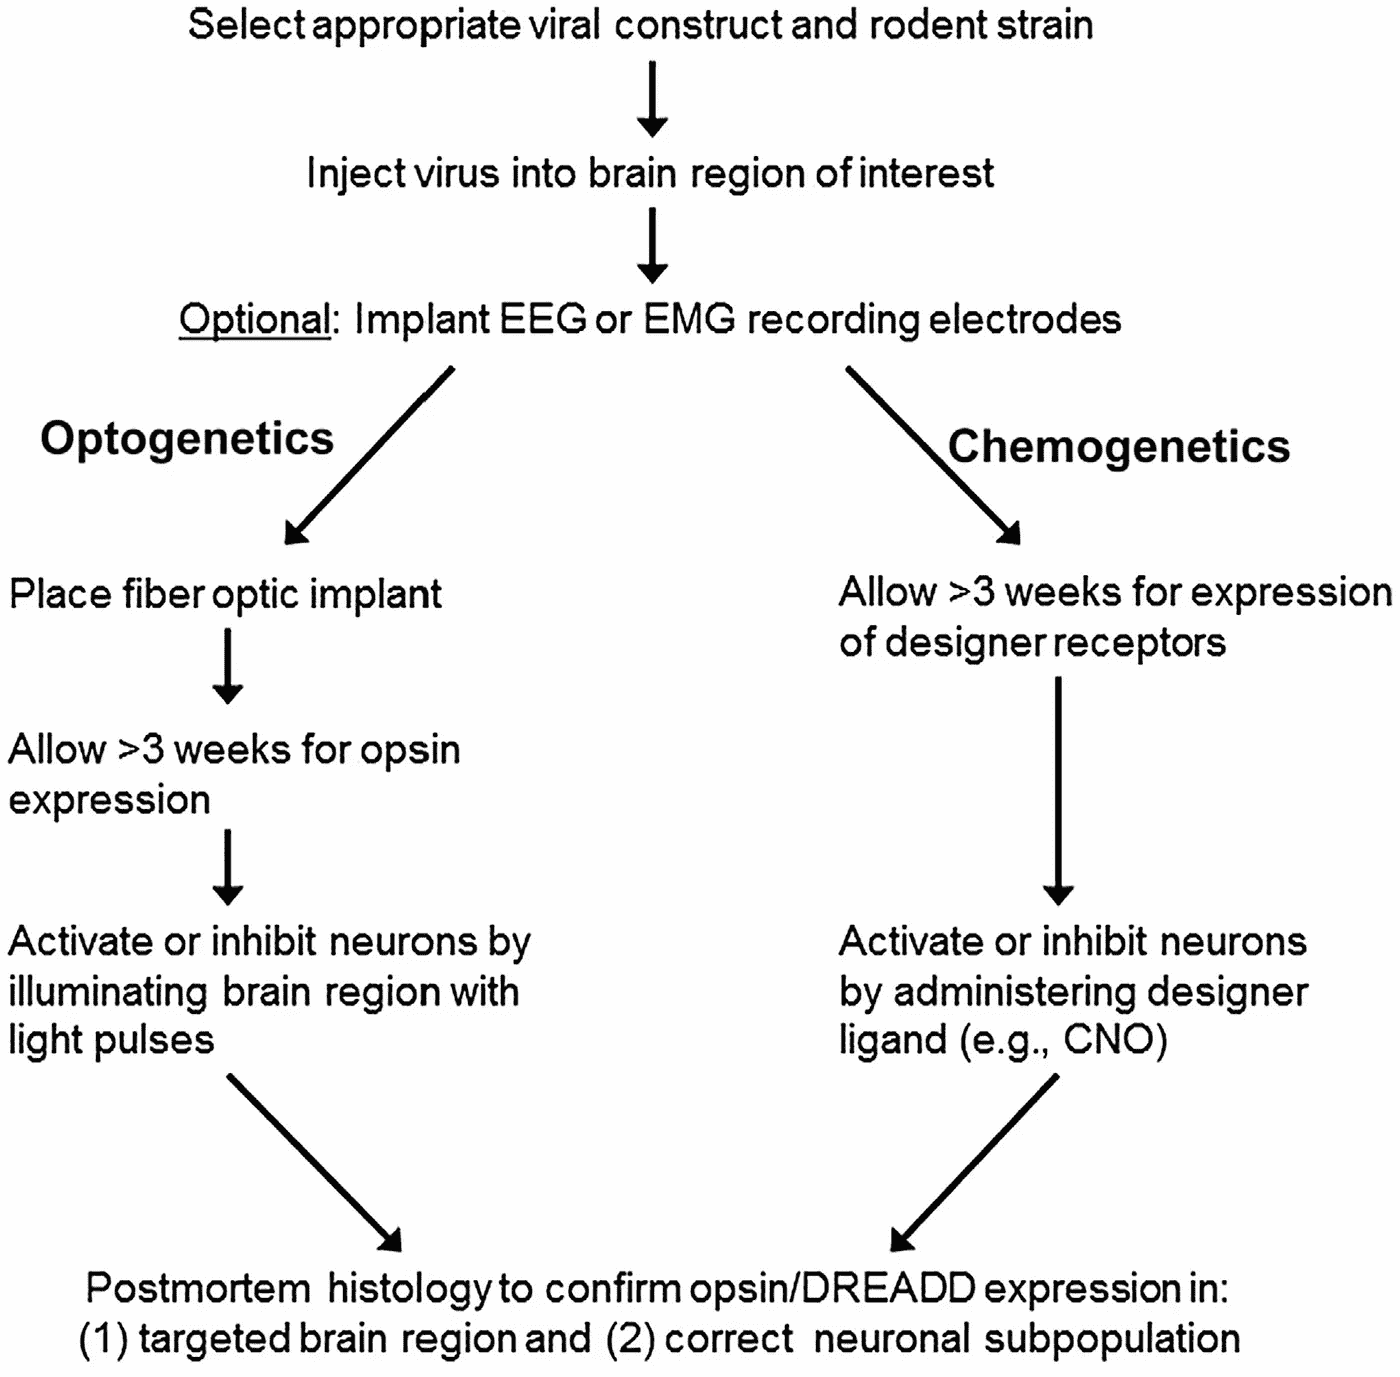 Select appropriate viral construct and rodent strain
Inject virus into brain region of interest
Optional: Implant EEG or EMG recording electrodes
Optogenetics
Place fiber optic implant
Allow >3 weeks for opsin
expression
Activate or inhibit neurons by
illuminating brain region with
light pulses
Chemogenetics
Allow >3 weeks for expression
of designer receptors
Activate or inhibit neurons
by administering designer
ligand (e.g., CNO)
Postmortem histology to confirm opsin/DREADD expression in:
(1) targeted brain region and (2) correct neuronal subpopulation